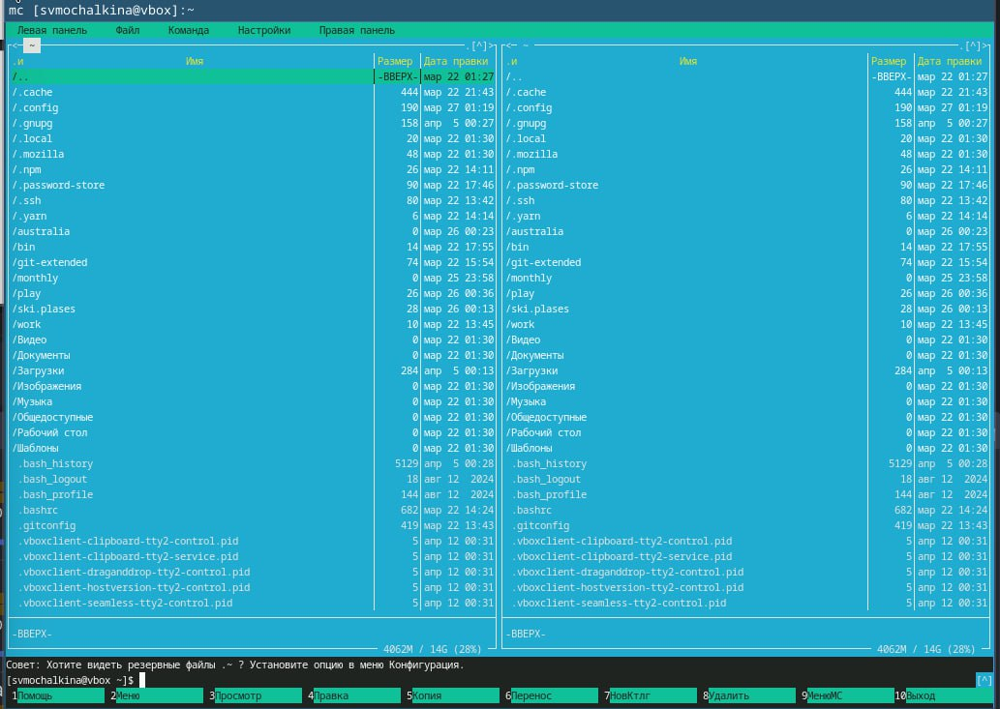 mc [svmochalkina@vbox]:~
Левая панель Файл Команда Настройки Правая панель
<─ ~ .[^]> <─ ~ .[^]>
.и Имя Размер Дата правки .и Имя Размер Дата правки
/.. -ВВЕРХ- мар 22 01:27 /.. -ВВЕРХ- мар 22 01:27
/.cache 444 мар 22 21:43 /.cache 444 мар 22 21:43
/.config 190 мар 27 01:19 /.config 190 мар 27 01:19
/.gnupg 158 апр 5 00:27 /.gnupg 158 апр 5 00:27
/.local 20 мар 22 01:30 /.local 20 мар 22 01:30
/.mozilla 48 мар 22 01:30 /.mozilla 48 мар 22 01:30
/.npm 26 мар 22 14:11 /.npm 26 мар 22 14:11
/.password-store 90 мар 22 17:46 /.password-store 90 мар 22 17:46
/.ssh 80 мар 22 13:42 /.ssh 80 мар 22 13:42
/.yarn 6 мар 22 14:14 /.yarn 6 мар 22 14:14
/australia 0 мар 26 00:23 /australia 0 мар 26 00:23
/bin 14 мар 22 17:55 /bin 14 мар 22 17:55
/git-extended 74 мар 22 15:54 /git-extended 74 мар 22 15:54
/monthly 0 мар 25 23:58 /monthly 0 мар 25 23:58
/play 26 мар 26 00:36 /play 26 мар 26 00:36
/ski.plases 28 мар 26 00:13 /ski.plases 28 мар 26 00:13
/work 10 мар 22 13:45 /work 10 мар 22 13:45
/Видео 0 мар 22 01:30 /Видео 0 мар 22 01:30
/Документы 0 мар 22 01:30 /Документы 0 мар 22 01:30
/Загрузки 284 апр 5 00:13 /Загрузки 284 апр 5 00:13
/Изображения 0 мар 22 01:30 /Изображения 0 мар 22 01:30
/Музыка 0 мар 22 01:30 /Музыка 0 мар 22 01:30
/Общедоступные 0 мар 22 01:30 /Общедоступные 0 мар 22 01:30
/Рабочий стол 0 мар 22 01:30 /Рабочий стол 0 мар 22 01:30
/Шаблоны 0 мар 22 01:30 /Шаблоны 0 мар 22 01:30
.bash_history 5129 апр 5 00:28 .bash_history 5129 апр 5 00:28
.bash_logout 18 авг 12 2024 .bash_logout 18 авг 12 2024
.bash_profile 144 авг 12 2024 .bash_profile 144 авг 12 2024
.bashrc 682 мар 22 14:24 .bashrc 682 мар 22 14:24
.gitconfig 419 мар 22 13:43 .gitconfig 419 мар 22 13:43
.vboxclient-clipboard-tty2-control.pid 5 апр 12 00:31 .vboxclient-clipboard-tty2-control.pid 5 апр 12 00:31
.vboxclient-clipboard-tty2-service.pid 5 апр 12 00:31 .vboxclient-clipboard-tty2-service.pid 5 апр 12 00:31
.vboxclient-draganddrop-tty2-control.pid 5 апр 12 00:31 .vboxclient-draganddrop-tty2-control.pid 5 апр 12 00:31
.vboxclient-hostversion-tty2-control.pid 5 апр 12 00:31 .vboxclient-hostversion-tty2-control.pid 5 апр 12 00:31
.vboxclient-seamless-tty2-control.pid 5 апр 12 00:31 .vboxclient-seamless-tty2-control.pid 5 апр 12 00:31
-ВВЕРХ- -ВВЕРХ-
4062M / 14G (28%) 4062M / 14G (28%)
Совет: Хотите видеть резервные файлы .~ ? Установите опцию в меню Конфигурация.
[svmochalkina@vbox ~]$ [^]
1Помощь 2Меню 3Просмотр 4Правка 5Копия 6Перенос 7НовКтлг 8Удалить 9МенюМС 10Выход